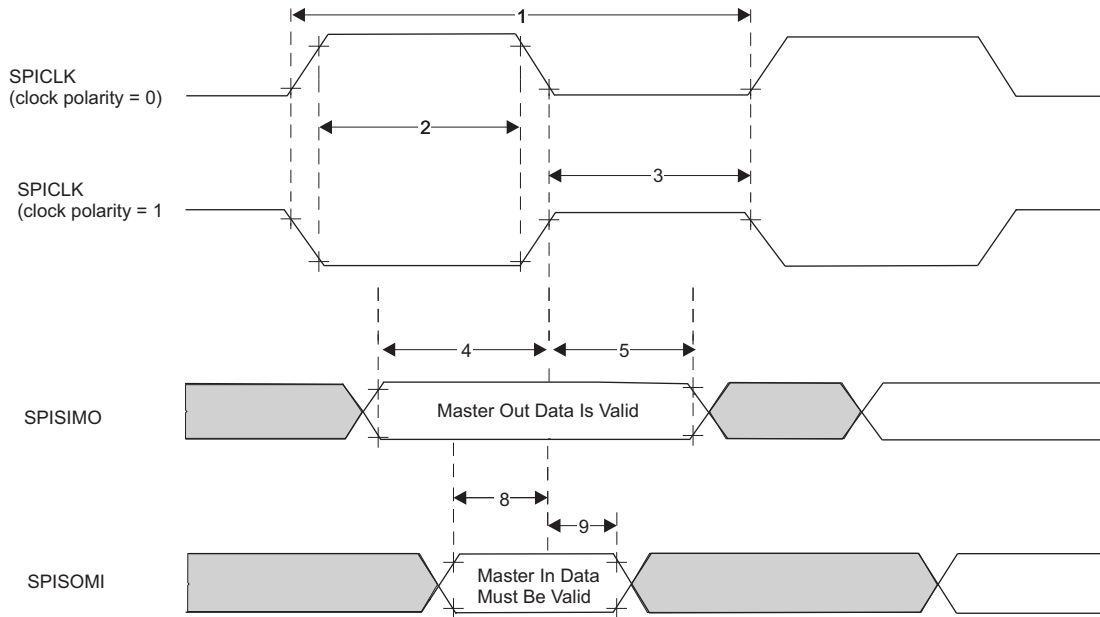 1
SPICLK
(clock polarity = 0)
2
3
SPICLK
(clock polarity = 1
4
5
SPISIMO
Master Out Data Is Valid
8
9
SPISOMI
Master In Data
Must Be Valid